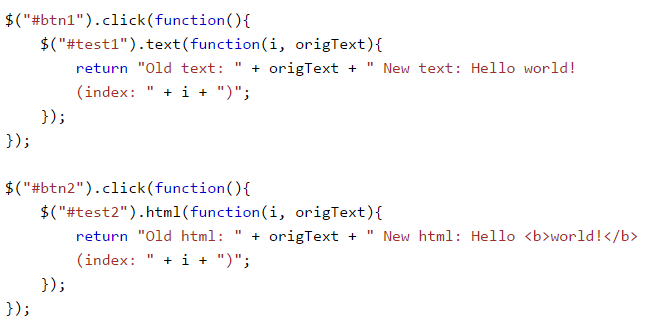 $("#btn1").click(function(){
    $("#test1").text(function(i, origText){
        return "Old text: " + origText + " New text: Hello world!
        (index: " + i + ")";
    });
});

$("#btn2").click(function(){
    $("#test2").html(function(i, origText){
        return "Old html: " + origText + " New html: Hello <b>world!</b>
        (index: " + i + ")";
    });
});